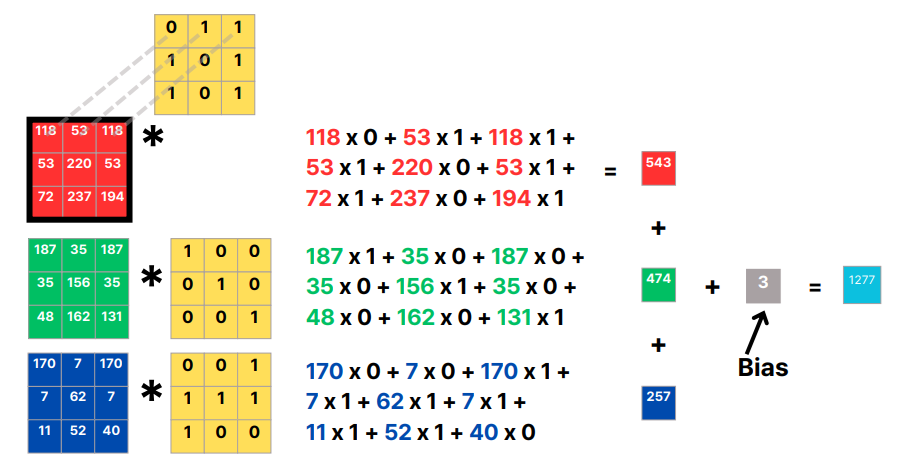 0 1 1
1 0 1
1 0 1
118 53 118
53 220 53
72 237 194
*
118 x 0 + 53 x 1 + 118 x 1 +
53 x 1 + 220 x 0 + 53 x 1 +
72 x 1 + 237 x 0 + 194 x 1
= 543
+
187 35 187
35 156 35
48 162 131
*
1 0 0
0 1 0
0 0 1
187 x 1 + 35 x 0 + 187 x 0 +
35 x 0 + 156 x 1 + 35 x 0 +
48 x 0 + 162 x 0 + 131 x 1
474 + 3 = 1277
+
Bias
170 7 170
7 62 7
11 52 40
*
0 0 1
1 1 1
1 0 0
170 x 0 + 7 x 0 + 170 x 1 +
7 x 1 + 62 x 1 + 7 x 1 +
11 x 1 + 52 x 1 + 40 x 0
257